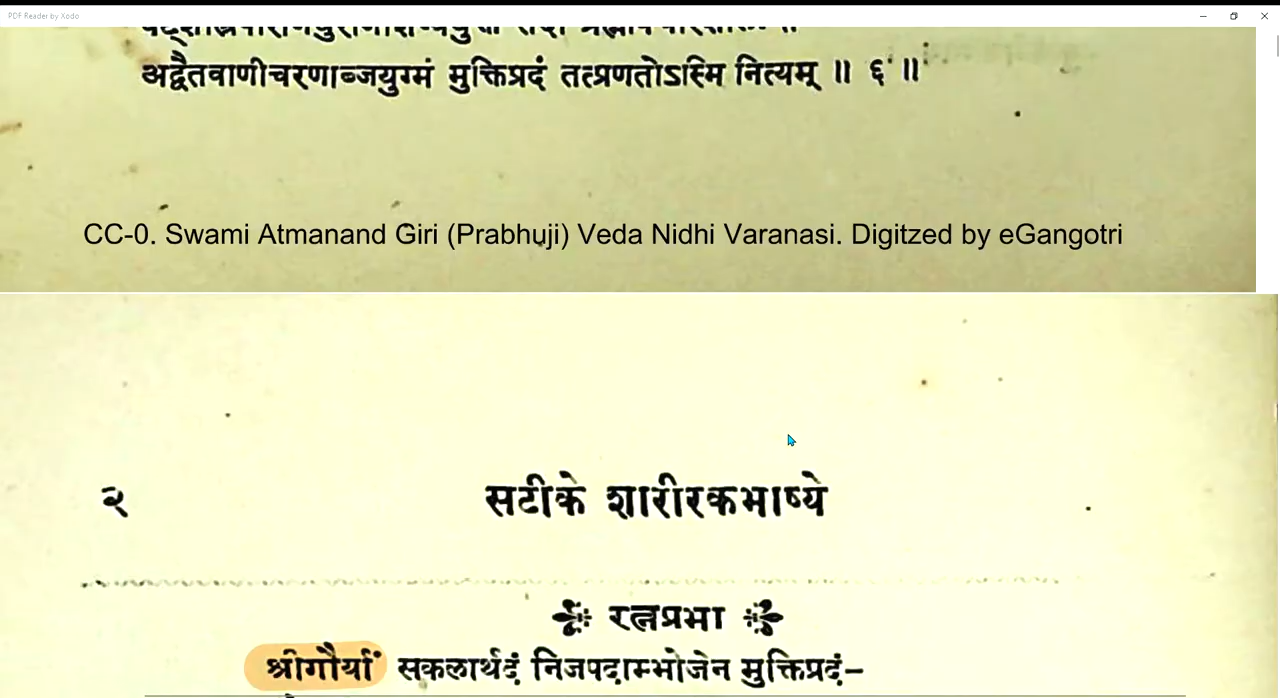 PDF Reader by Xodo
अद्वैतवाणीचरणाब्जयुग्मं मुक्तिप्रदं तत्प्रणतोऽस्मि नित्यम् ॥ ६ ॥
CC-0. Swami Atmanand Giri (Prabhuji) Veda Nidhi Varanasi. Digitzed by eGangotri
२ सटीके शारीरकभाष्ये
रत्नप्रभा
श्रीगौर्यां सकलार्थदं निजपदाम्भोजेन मुक्तिप्रदं–